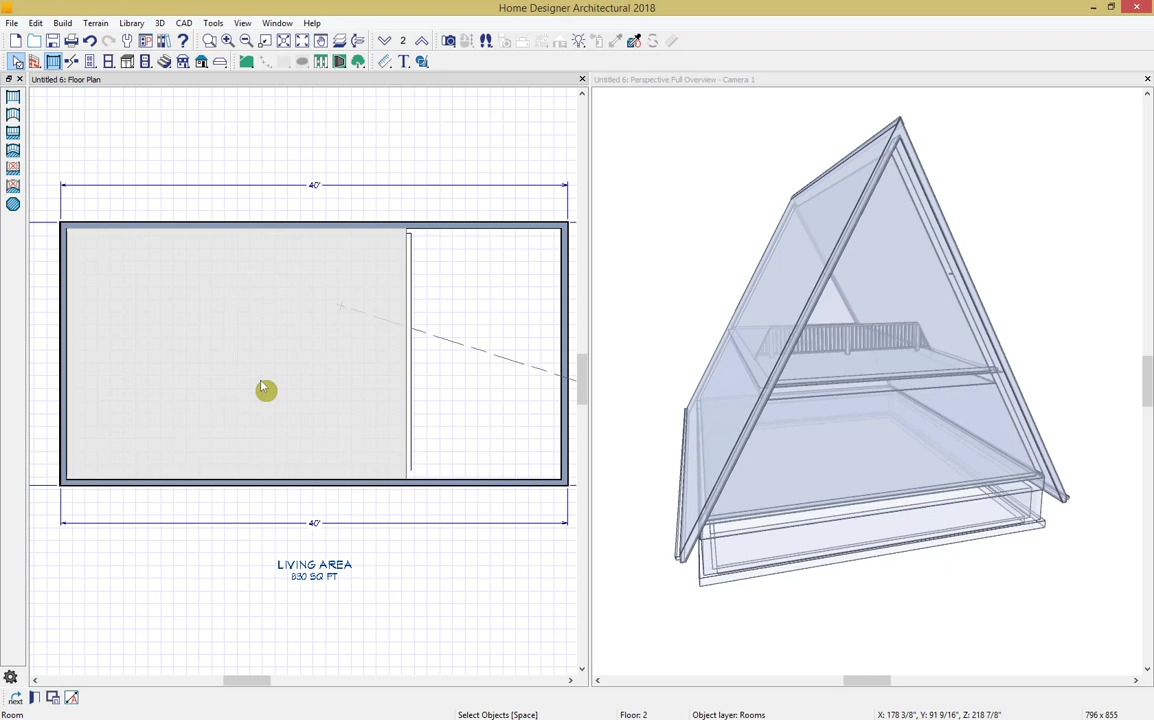 Home Designer Architectural 2018
File Edit Build Terrain Library 3D CAD Tools View Window Help
2
Untitled 6: Floor Plan
Untitled 6: Perspective Full Overview - Camera 1
40'
40'
LIVING AREA
830 SQ FT
next
Room
Select Objects [Space]
Floor: 2
Object layer: Rooms
X: 178 3/8", Y: 91 9/16", Z: 218 7/8"
796 x 855